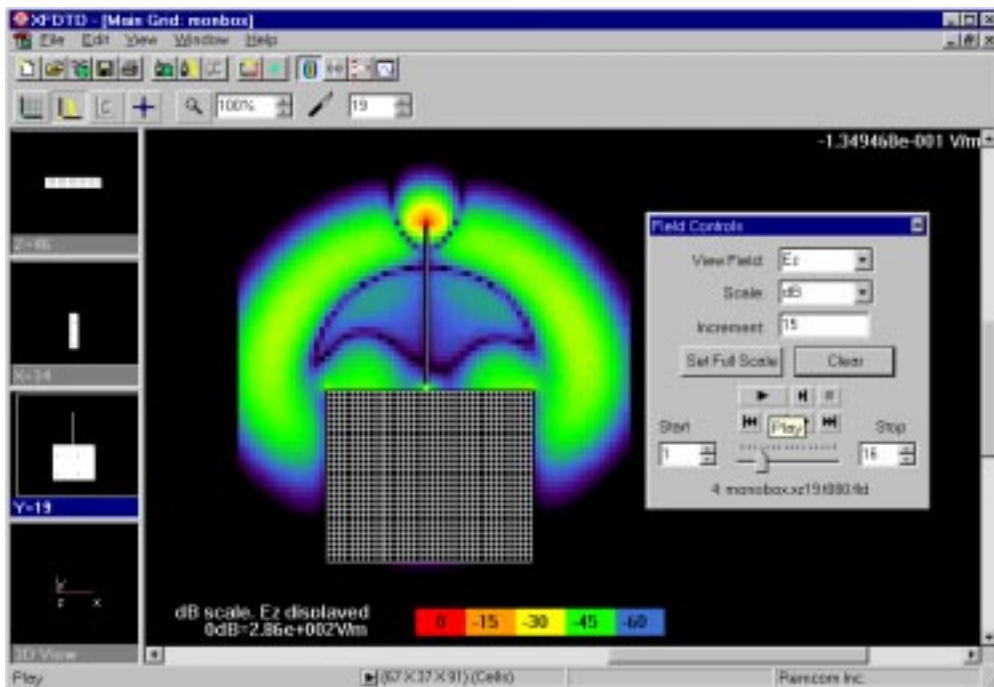 XFDTD - [Main Grid: monbox]
File Edit View Window Help
100%
19
-1.349468e-001 V/m
Z=46
X=34
Y=19
3D View
y
z x
Field Controls
View Field: Ez
Scale: dB
Increment: 15
Set Full Scale Clear
Start Play Stop
1 16
4: monobox.xz19.t080.fld
dB scale. Ez displayed
0dB=2.86e+002V/m
0 -15 -30 -45 -60
Play
(67 X 37 X 91) (Cells)
Remcom Inc.